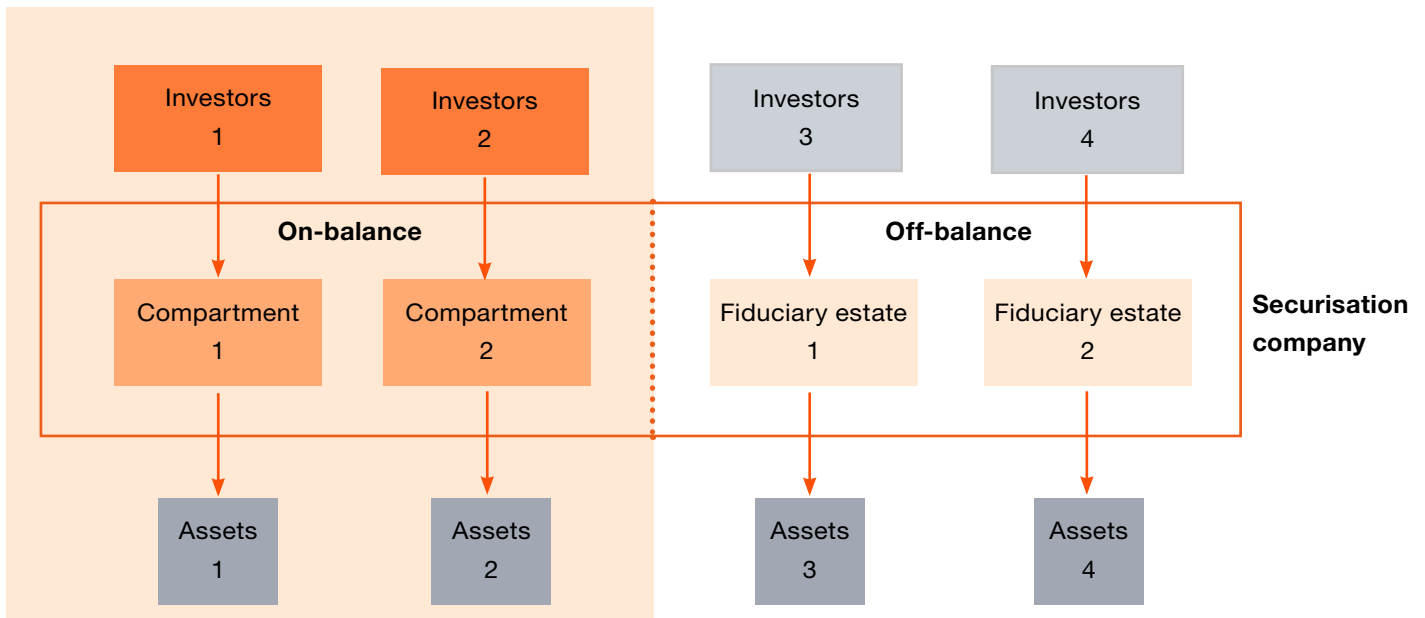 Investors
1
Investors
2
Investors
3
Investors
4
On-balance
Off-balance
Compartment
1
Compartment
2
Fiduciary estate
1
Fiduciary estate
2
Securisation
company
Assets
1
Assets
2
Assets
3
Assets
4